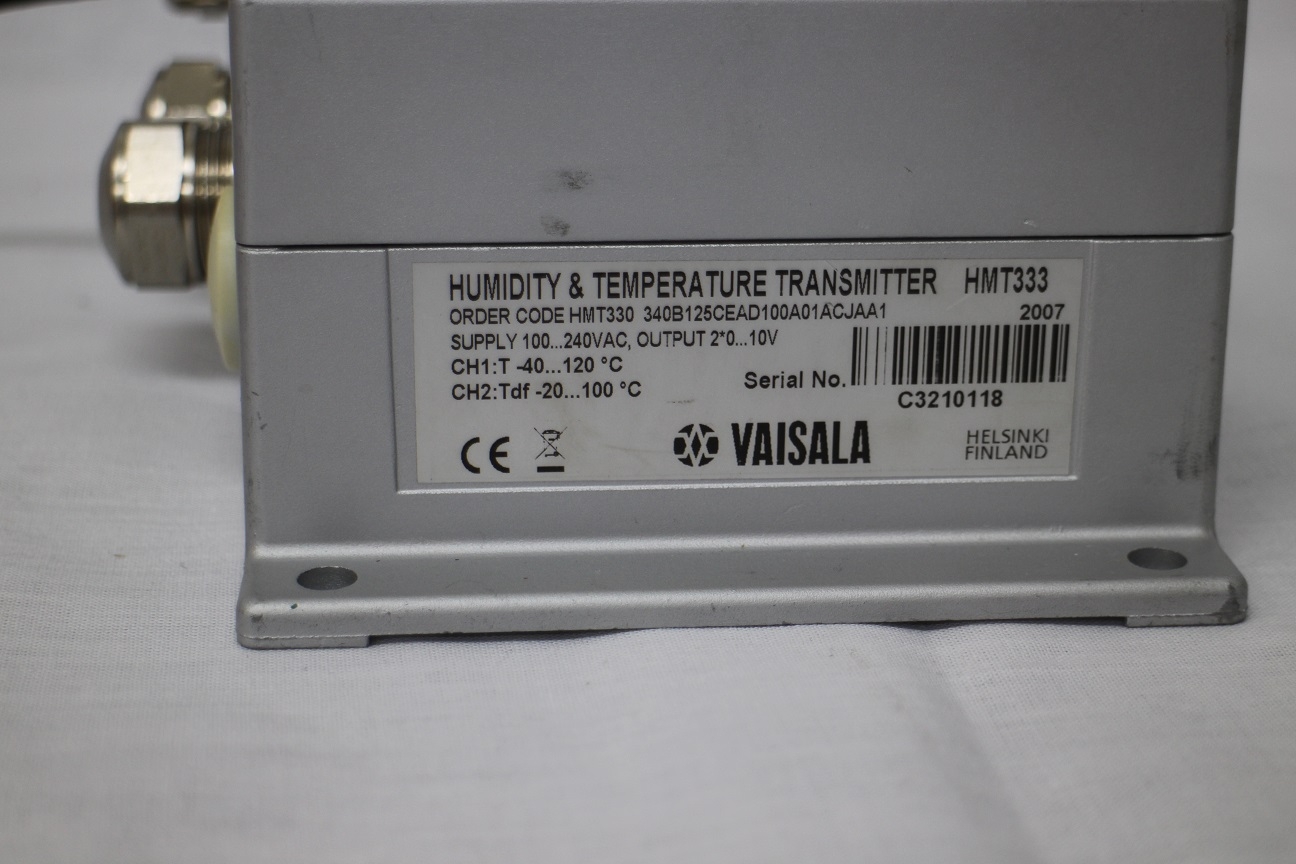 HUMIDITY & TEMPERATURE TRANSMITTER HMT333
ORDER CODE HMT330 340B125CEAD100A01ACJAA1 2007
SUPPLY 100...240VAC, OUTPUT 2*0...10V
CH1:T -40...120 °C
CH2:Tdf -20...100 °C
Serial No.
C3210118
CE
VAISALA
HELSINKI
FINLAND